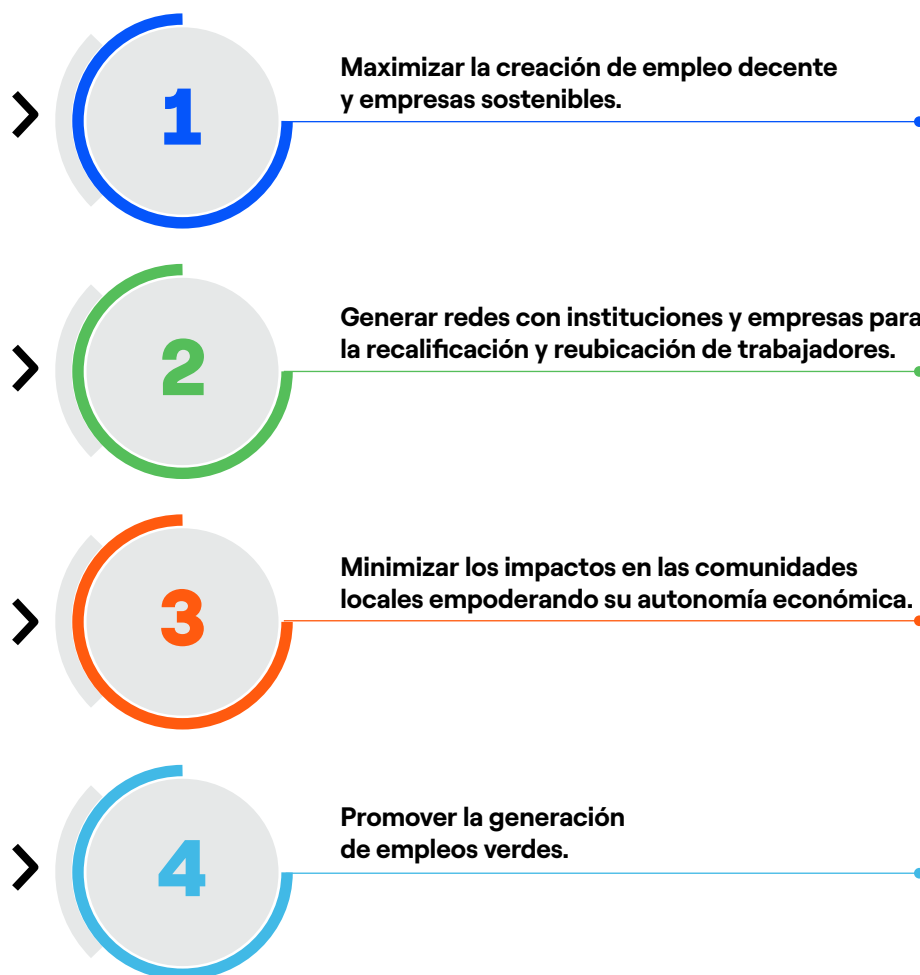 1
Maximizar la creación de empleo decente
y empresas sostenibles.
2
Generar redes con instituciones y empresas para
la recalificación y reubicación de trabajadores.
3
Minimizar los impactos en las comunidades
locales empoderando su autonomía económica.
4
Promover la generación
de empleos verdes.